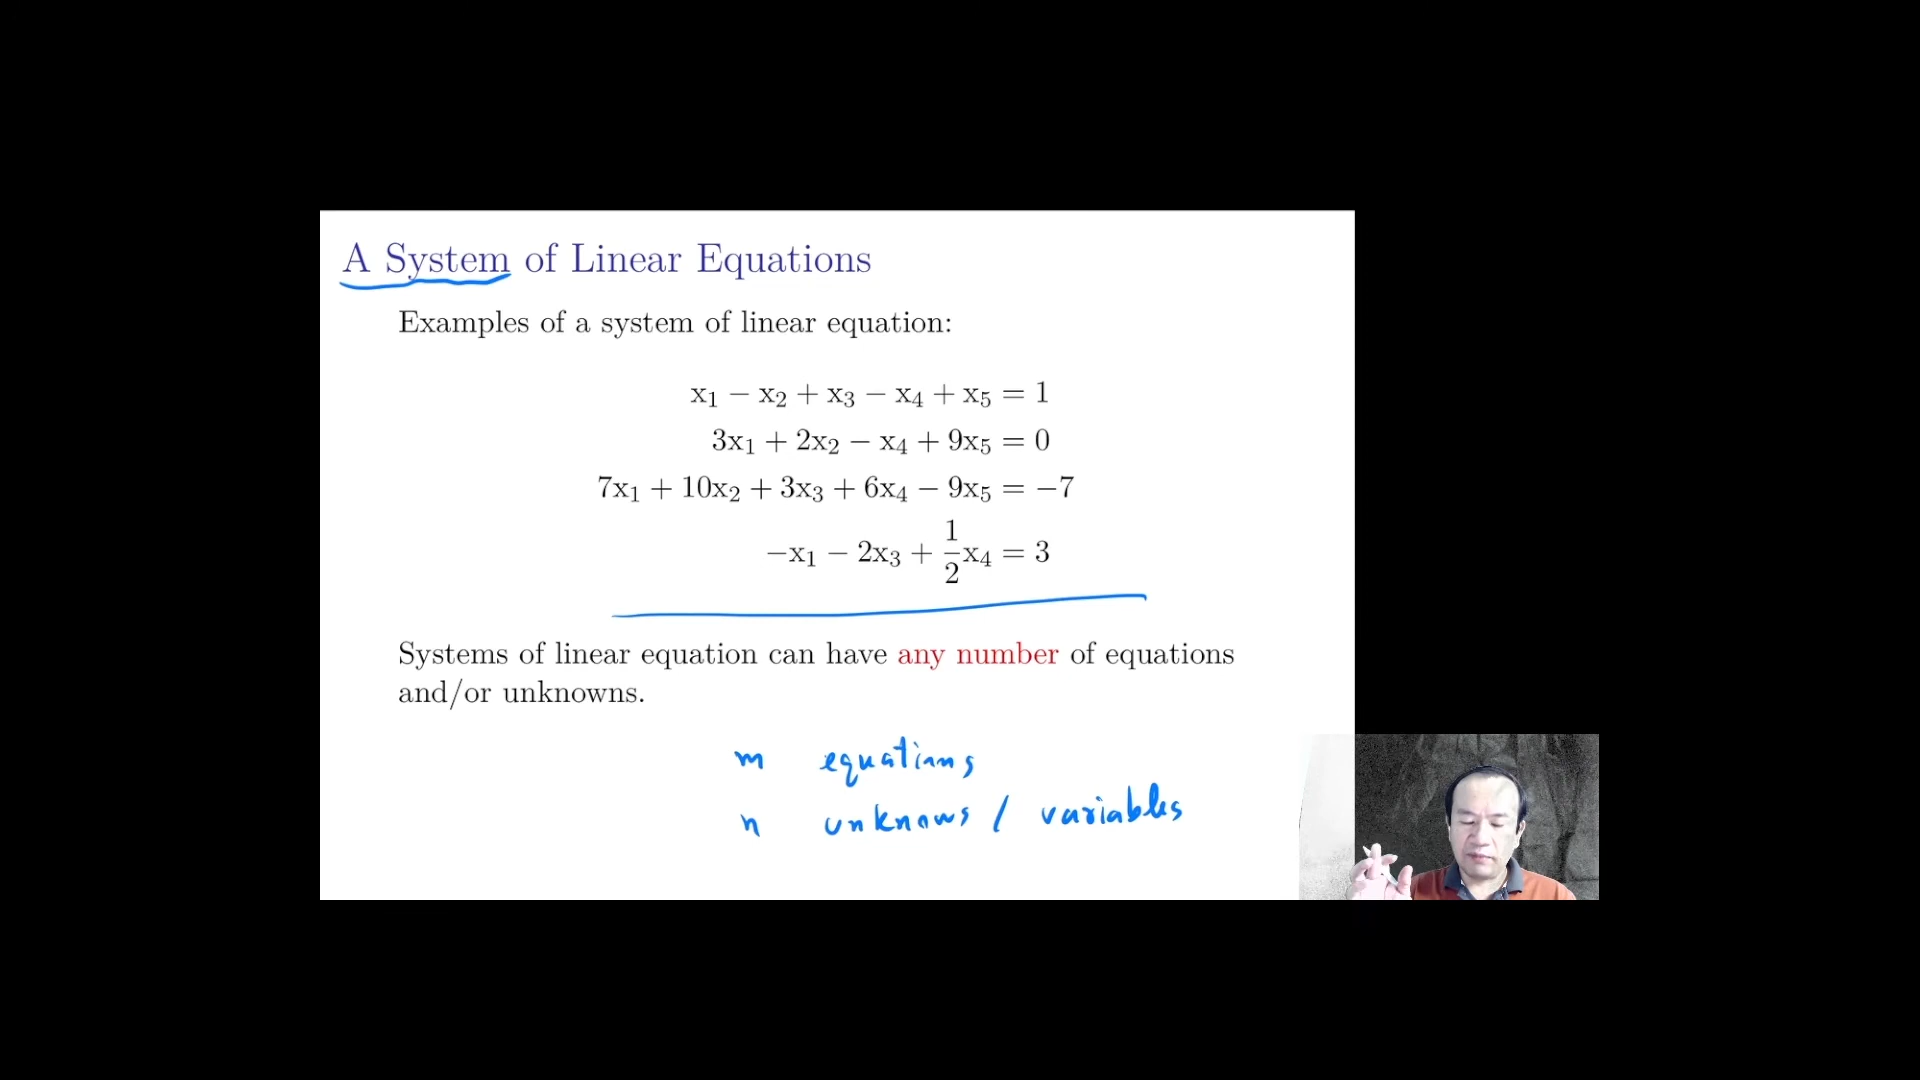 A System of Linear Equations
Examples of a system of linear equation:
x₁ − x₂ + x₃ − x₄ + x₅ = 1
3x₁ + 2x₂ − x₄ + 9x₅ = 0
7x₁ + 10x₂ + 3x₃ + 6x₄ − 9x₅ = −7
−x₁ − 2x₃ + 1/2 x₄ = 3
Systems of linear equation can have any number of equations
and/or unknowns.
m equations
n unknows / variables